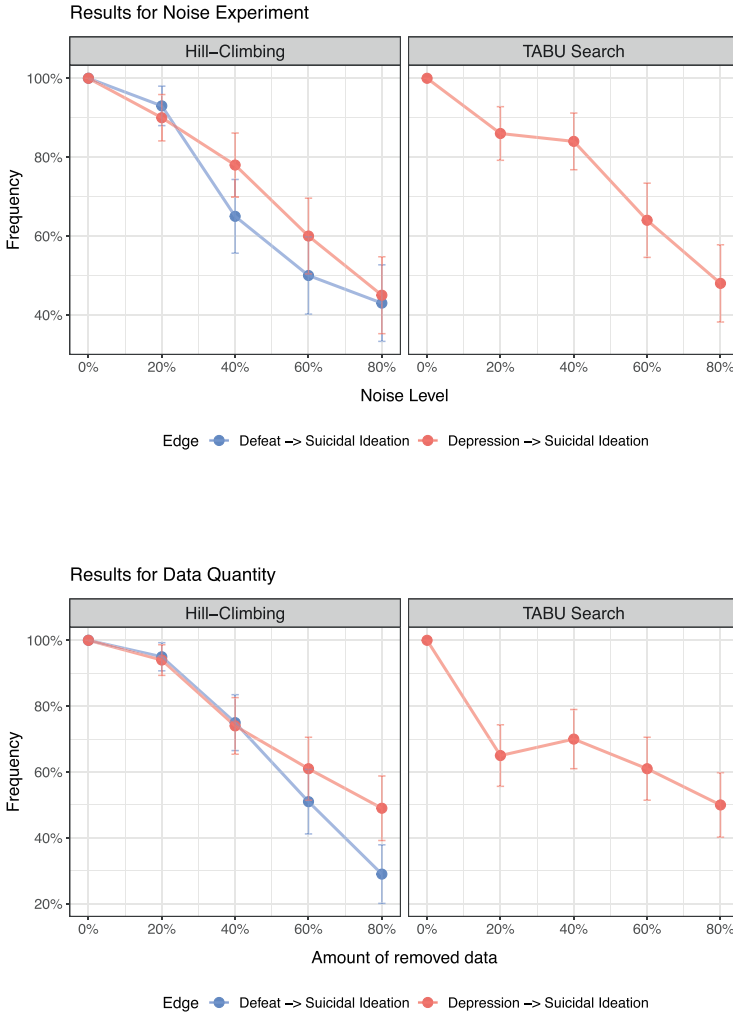 Results for Noise Experiment
Hill–Climbing
TABU Search
100%
80%
60%
40%
Frequency
0%
20%
40%
60%
80%
0%
20%
40%
60%
80%
Noise Level
Edge Defeat –> Suicidal Ideation Depression –> Suicidal Ideation
Results for Data Quantity
Hill–Climbing
TABU Search
100%
80%
60%
40%
20%
Frequency
0%
20%
40%
60%
80%
0%
20%
40%
60%
80%
Amount of removed data
Edge Defeat –> Suicidal Ideation Depression –> Suicidal Ideation